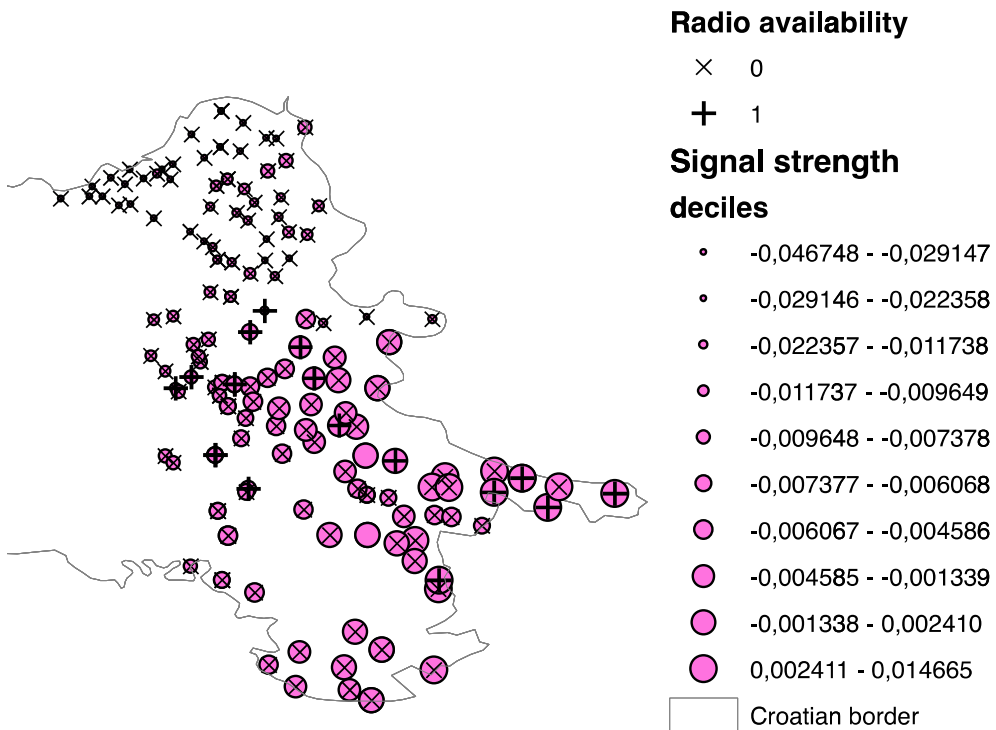 Radio availability
0
1
Signal strength
deciles
-0,046748 - -0,029147
-0,029146 - -0,022358
-0,022357 - -0,011738
-0,011737 - -0,009649
-0,009648 - -0,007378
-0,007377 - -0,006068
-0,006067 - -0,004586
-0,004585 - -0,001339
-0,001338 - 0,002410
0,002411 - 0,014665
Croatian border